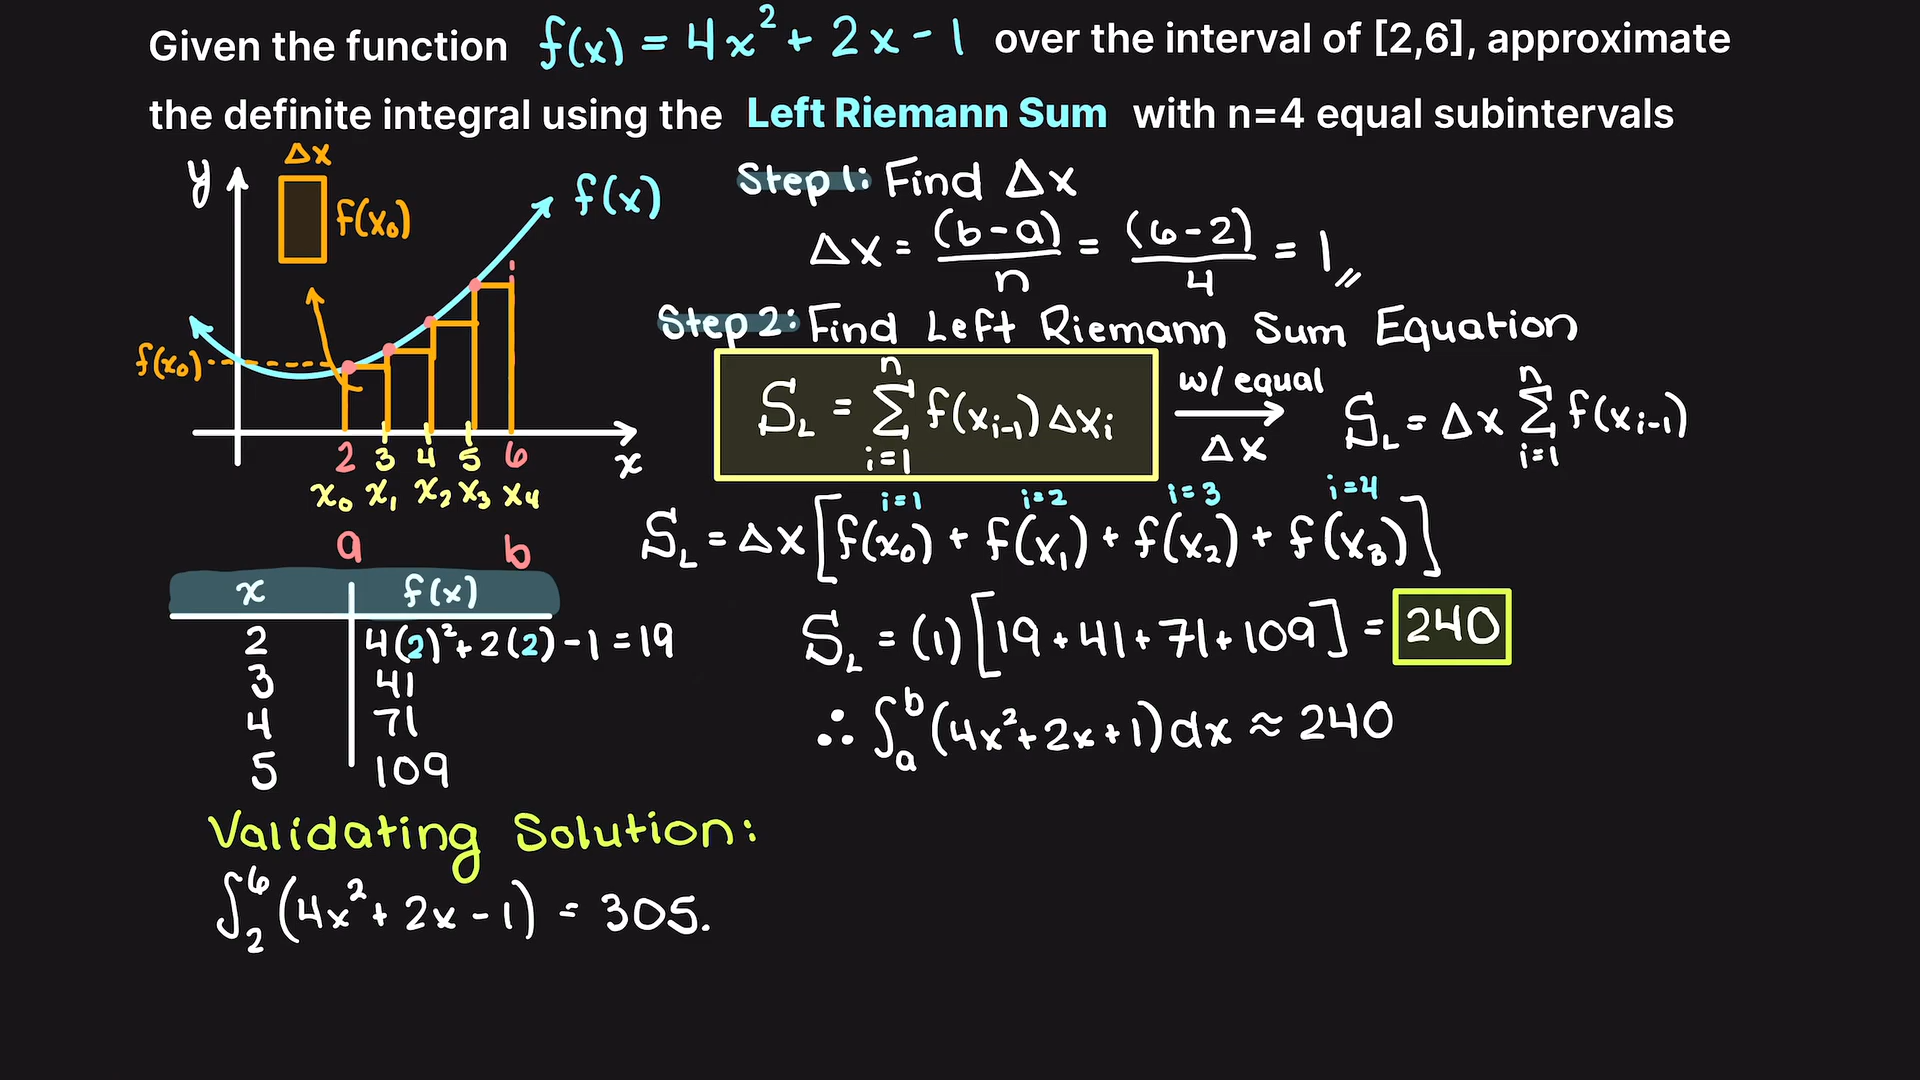 Given the function f(x) = 4x² + 2x - 1 over the interval of [2,6], approximate
the definite integral using the Left Riemann Sum with n=4 equal subintervals
Δx
y
f(x₀)
f(x)
f(x₀)
2 3 4 5 6
x
x₀ x₁ x₂ x₃ x₄
a b
x f(x)
2 4(2)²+2(2)-1=19
3 41
4 71
5 109
Step 1: Find Δx
Δx = (b-a)/n = (6-2)/4 = 1
Step 2: Find Left Riemann Sum Equation
S_L = Σ_{i=1}^{n} f(x_{i-1}) Δx_i w/ equal Δx S_L = Δx Σ_{i=1}^{n} f(x_{i-1})
i=1 i=2 i=3 i=4
S_L = Δx [f(x₀) + f(x₁) + f(x₂) + f(x₃)]
S_L = (1) [19+41+71+109] = 240
∴ ∫_a^b (4x²+2x+1)dx ≈ 240
Validating Solution:
∫_2^6 (4x²+2x-1) = 305.